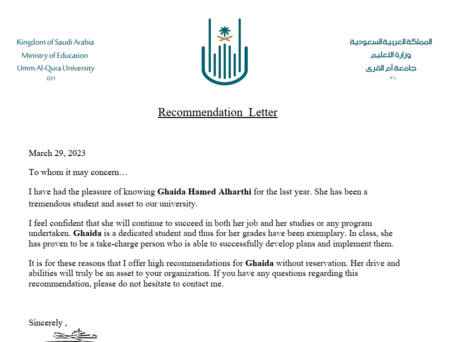 Kingdom of Saudi Arabia
Ministry of Education
Umm Al-Qura University
031
المملكة العربية السعودية
وزارة التعليم
جامعة أم القرى
٠٣١
Recommendation Letter
March 29, 2023
To whom it may concern…
I have had the pleasure of knowing Ghaida Hamed Alharthi for the last year. She has been a
tremendous student and asset to our university.
I feel confident that she will continue to succeed in both her job and her studies or any program
undertaken. Ghaida is a dedicated student and thus for her grades have been exemplary. In class, she
has proven to be a take-charge person who is able to successfully develop plans and implement them.
It is for these reasons that I offer high recommendations for Ghaida without reservation. Her drive and
abilities will truly be an asset to your organization. If you have any questions regarding this
recommendation, please do not hesitate to contact me.
Sincerely ,